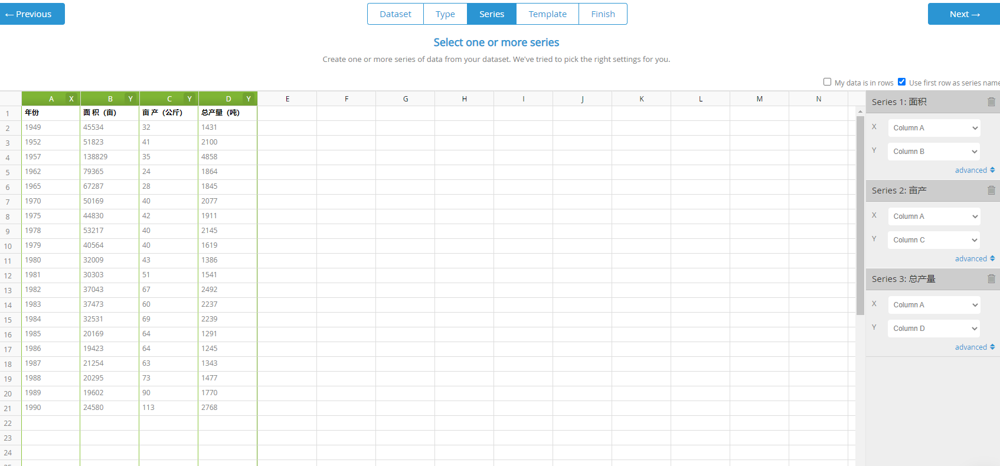 ← Previous
Dataset Type Series Template Finish
Next →
Select one or more series
Create one or more series of data from your dataset. We've tried to pick the right settings for you.
My data is in rows Use first row as series name
A X B Y C Y D Y E F G H I J K L M N
1 年份 面 积（亩） 亩 产（公斤） 总产量（吨）
2 1949 45534 32 1431
3 1952 51823 41 2100
4 1957 138829 35 4858
5 1962 79365 24 1864
6 1965 67287 28 1845
7 1970 50169 40 2077
8 1975 44830 42 1911
9 1978 53217 40 2145
10 1979 40564 40 1619
11 1980 32009 43 1386
12 1981 30303 51 1541
13 1982 37043 67 2492
14 1983 37473 60 2237
15 1984 32531 69 2239
16 1985 20169 64 1291
17 1986 19423 64 1245
18 1987 21254 63 1343
19 1988 20295 73 1477
20 1989 19602 90 1770
21 1990 24580 113 2768
22
23
24
Series 1: 面积
X Column A
Y Column B
advanced
Series 2: 亩产
X Column A
Y Column C
advanced
Series 3: 总产量
X Column A
Y Column D
advanced